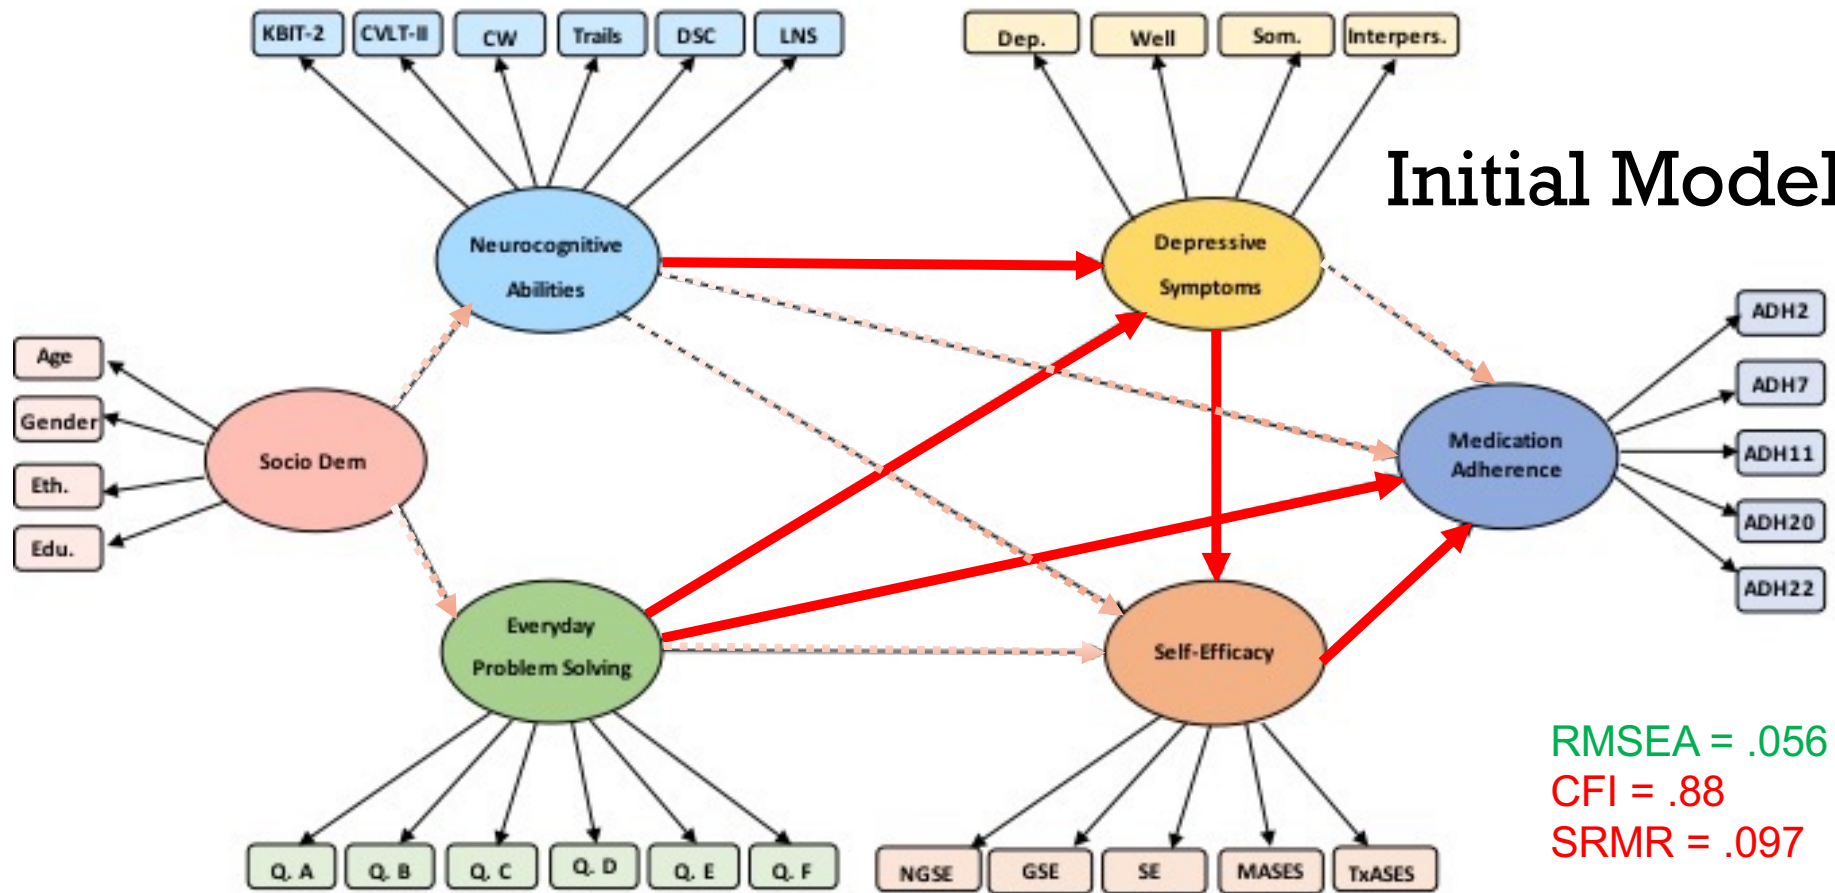 KBIT-2 CVLT-II CW Trails DSC LNS
Dep. Well Som. Interpers.
Initial Model
Neurocognitive
Abilities
Depressive
Symptoms
Age
Gender
Eth.
Edu.
Socio Dem
Medication
Adherence
ADH2
ADH7
ADH11
ADH20
ADH22
Everyday
Problem Solving
Self-Efficacy
RMSEA = .056
CFI = .88
SRMR = .097
Q. A Q. B Q. C Q. D Q. E Q. F
NGSE GSE SE MASES TxASES